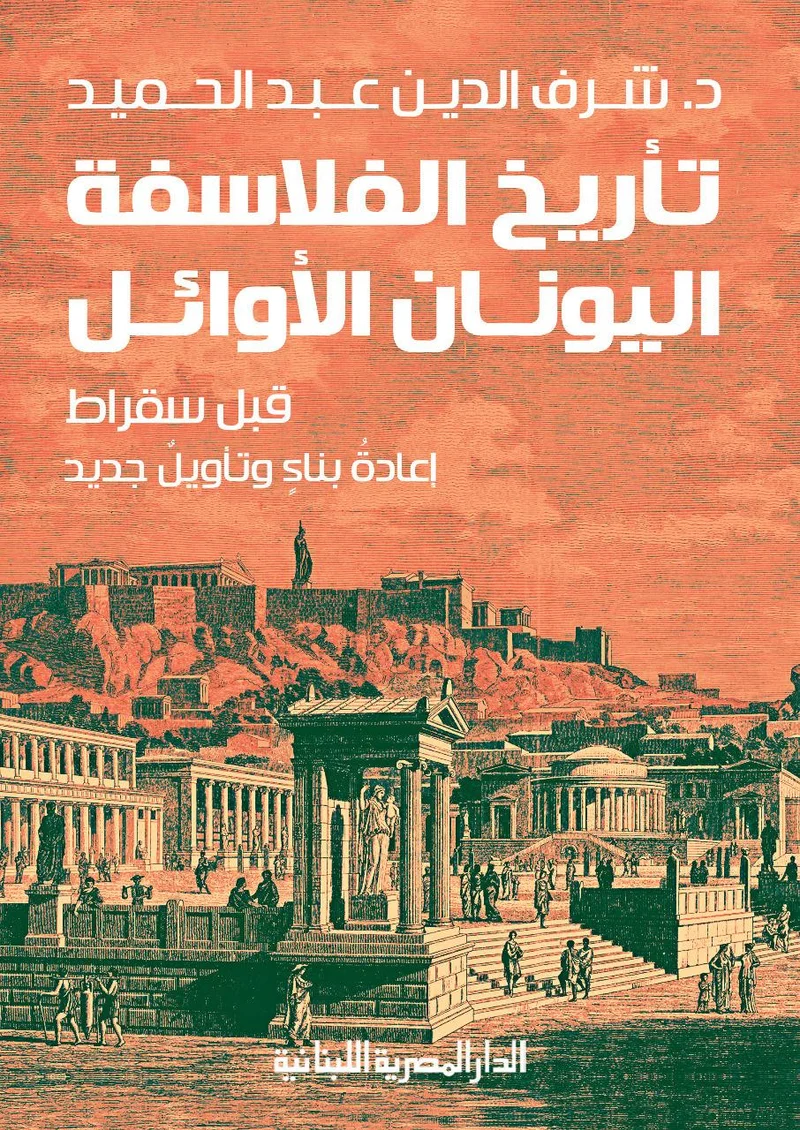 د. شرف الدين عبد الحميد
تأريخ الفلاسفة
اليونان الأوائل
قبل سقراط
إعادةُ بناءٍ وتأويلٌ جديد
الدار المصرية اللبنانية